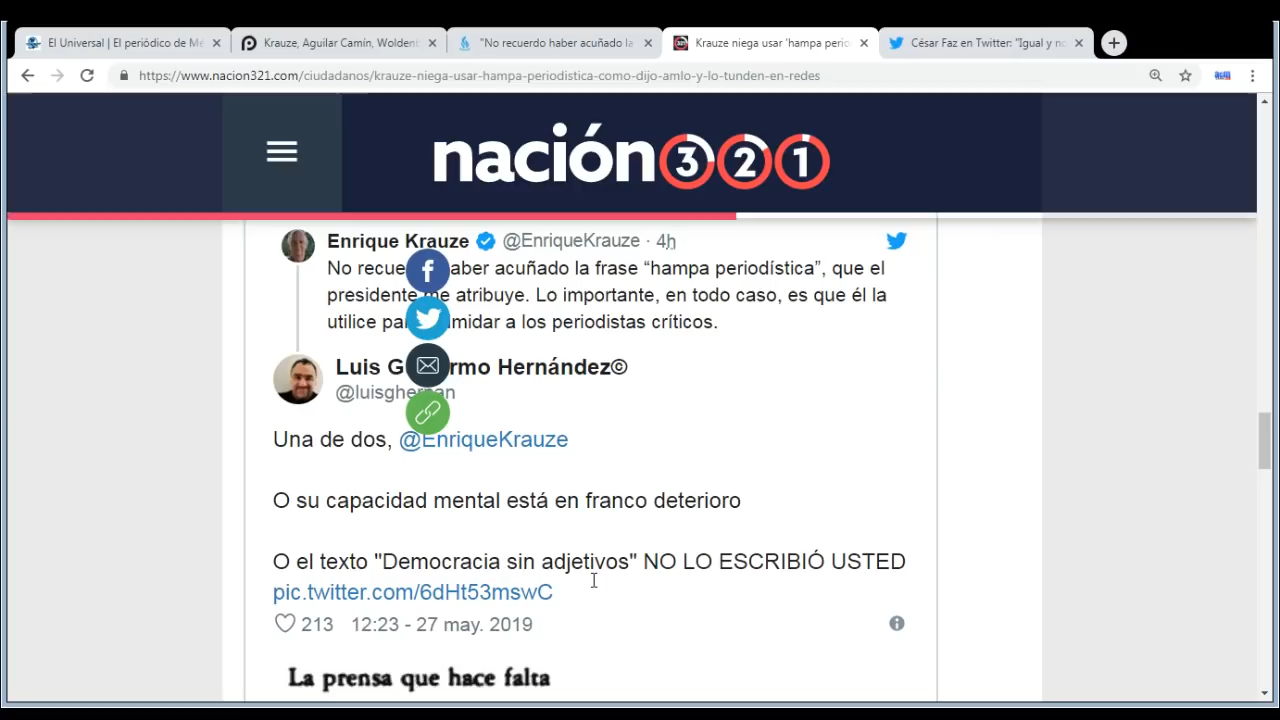 El Universal | El periódico de Mé
Krauze, Aguilar Camín, Woldenb
"No recuerdo haber acuñado la
Krauze niega usar 'hampa perio
César Faz en Twitter: "Igual y no
https://www.nacion321.com/ciudadanos/krauze-niega-usar-hampa-periodistica-como-dijo-amlo-y-lo-tunden-en-redes
nación321
Enrique Krauze @EnriqueKrauze · 4h
No recue haber acuñado la frase “hampa periodística”, que el
presidente me atribuye. Lo importante, en todo caso, es que él la
utilice pa midar a los periodistas críticos.
Luis G rmo Hernández©
@luisghernan
Una de dos, @EnriqueKrauze
O su capacidad mental está en franco deterioro
O el texto "Democracia sin adjetivos" NO LO ESCRIBIÓ USTED
pic.twitter.com/6dHt53mswC
213 12:23 - 27 may. 2019
La prensa que hace falta